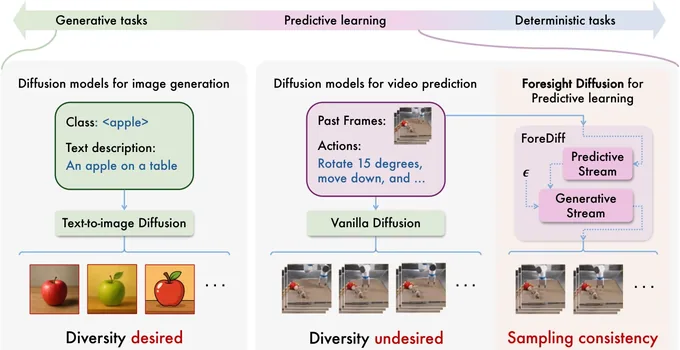 Generative tasks
Predictive learning
Deterministic tasks
Diffusion models for image generation
Class: <apple>
Text description:
An apple on a table
Text-to-image Diffusion
...
Diversity desired
Diffusion models for video prediction
Past Frames:
Actions:
Rotate 15 degrees,
move down, and ...
Vanilla Diffusion
...
Diversity undesired
Foresight Diffusion for
Predictive learning
ForeDiff
Predictive
Stream
ϵ
Generative
Stream
...
Sampling consistency